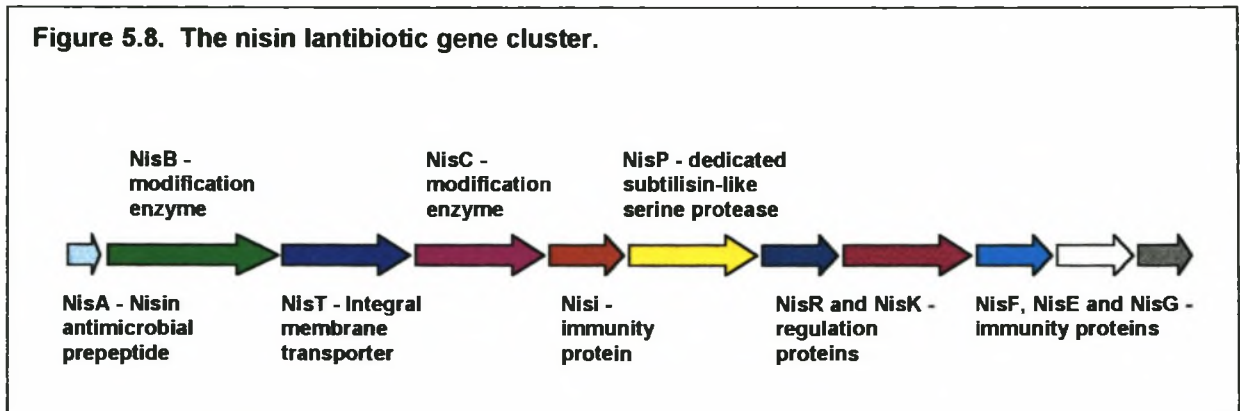 Figure 5.8. The nisin lantibiotic gene cluster.
NisB -
modification
enzyme
NisC -
modification
enzyme
NisP - dedicated
subtilisin-like
serine protease
NisA - Nisin
antimicrobial
prepeptide
NisT - Integral
membrane
transporter
Nisi -
immunity
protein
NisR and NisK -
regulation
proteins
NisF, NisE and NisG -
immunity proteins